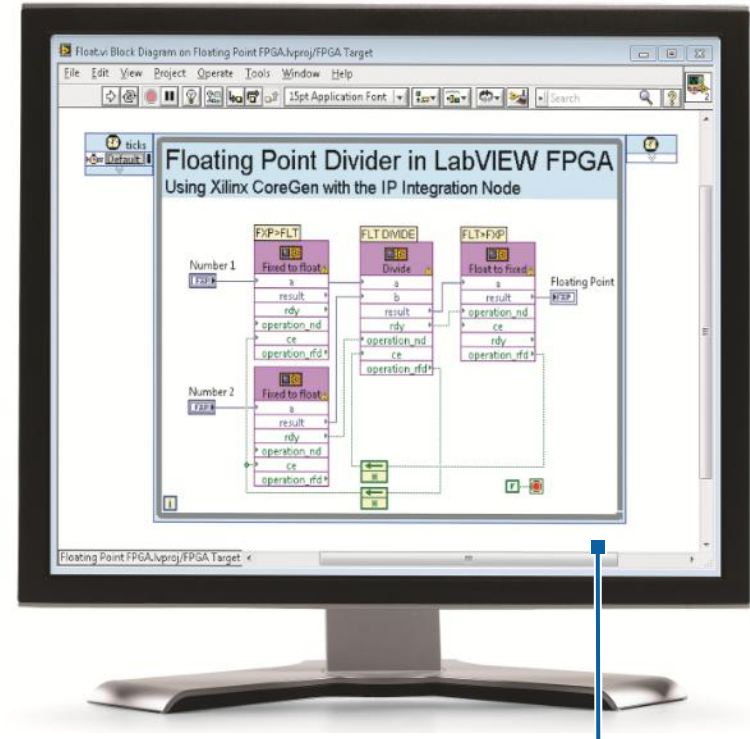 Float.vi Block Diagram on Floating Point FPGA.lvproj/FPGA Target
File Edit View Project Operate Tools Window Help
15pt Application Font
Search
2
ticks
Default
Floating Point Divider in LabVIEW FPGA
Using Xilinx CoreGen with the IP Integration Node
FXP>FLT
Fixed to float
a
result
rdy
operation_nd
ce
operation_rfd
FLT DIVIDE
Divide
a
b
result
rdy
operation_nd
ce
operation_rfd
FLT>FXP
Float to fixed
a
result
operation_nd
ce
rdy
operation_rfd
Number 1
FXP
Floating Point
FXP
Number 2
FXP
Fixed to float
a
result
rdy
operation_nd
ce
operation_rfd
F
i
Floating Point FPGA.lvproj/FPGA Target